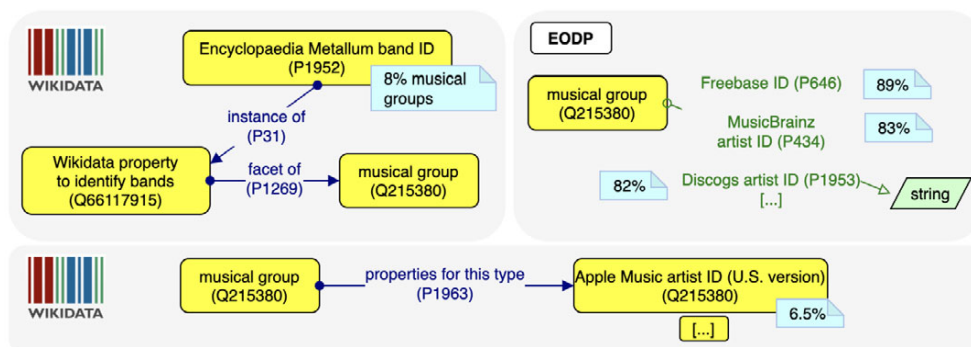 WIKIDATA
Encyclopaedia Metallum band ID
(P1952)
8% musical
groups
instance of
(P31)
Wikidata property
to identify bands
(Q66117915)
facet of
(P1269)
musical group
(Q215380)
EODP
musical group
(Q215380)
Freebase ID (P646)
89%
MusicBrainz
artist ID (P434)
83%
82%
Discogs artist ID (P1953)
[...]
string
WIKIDATA
musical group
(Q215380)
properties for this type
(P1963)
Apple Music artist ID (U.S. version)
(Q215380)
6.5%
[...]